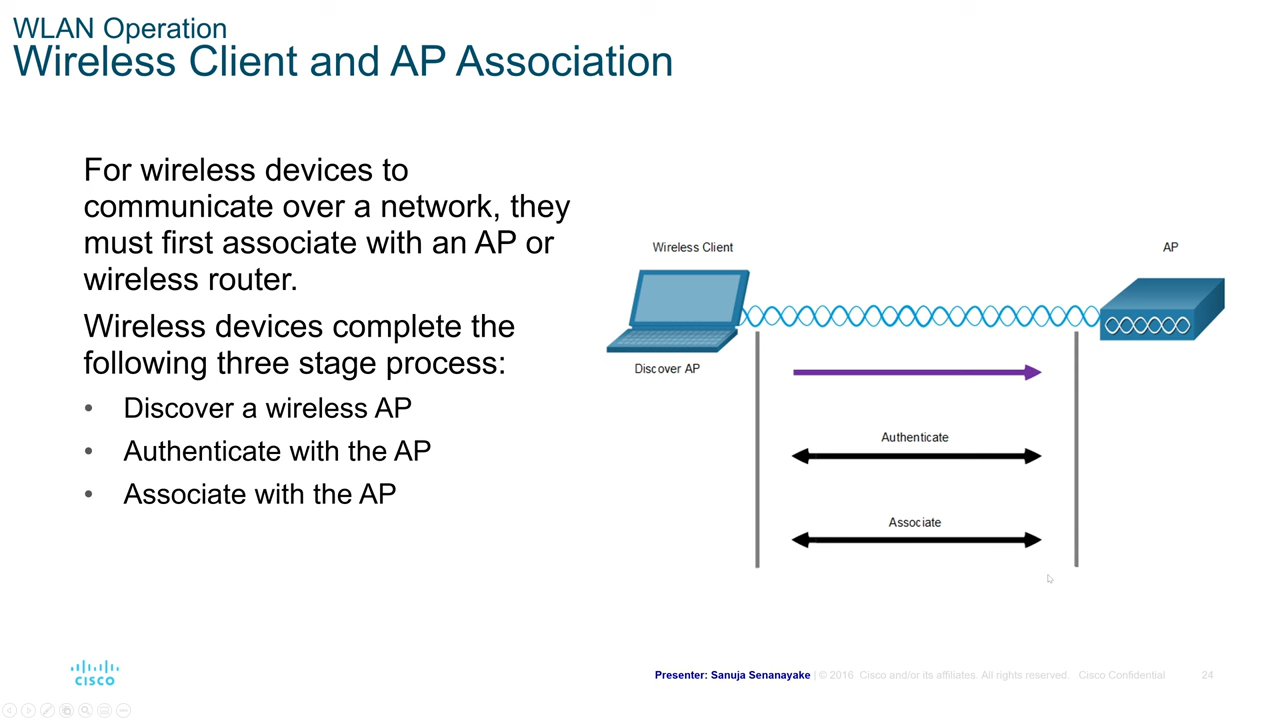 WLAN Operation
Wireless Client and AP Association
For wireless devices to
communicate over a network, they
must first associate with an AP or
wireless router.
Wireless devices complete the
following three stage process:
• Discover a wireless AP
• Authenticate with the AP
• Associate with the AP
Wireless Client
AP
Discover AP
Authenticate
Associate
CISCO
Presenter: Sanuja Senanayake | © 2016 Cisco and/or its affiliates. All rights reserved. Cisco Confidential
24